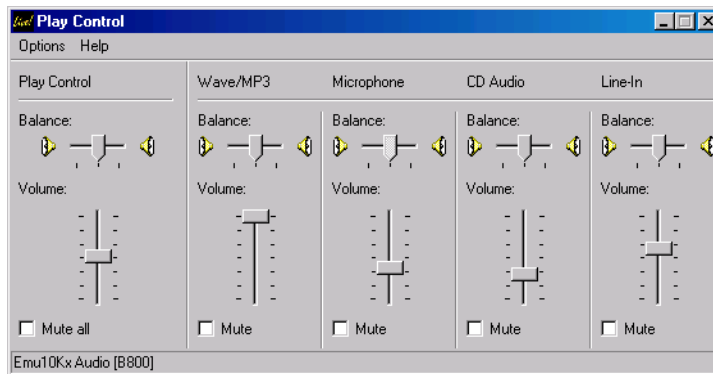 live! Play Control
Options Help
Play Control Wave/MP3 Microphone CD Audio Line-In
Balance: Balance: Balance: Balance: Balance:
Volume: Volume: Volume: Volume: Volume:
Mute all Mute Mute Mute Mute
Emu10Kx Audio [B800]